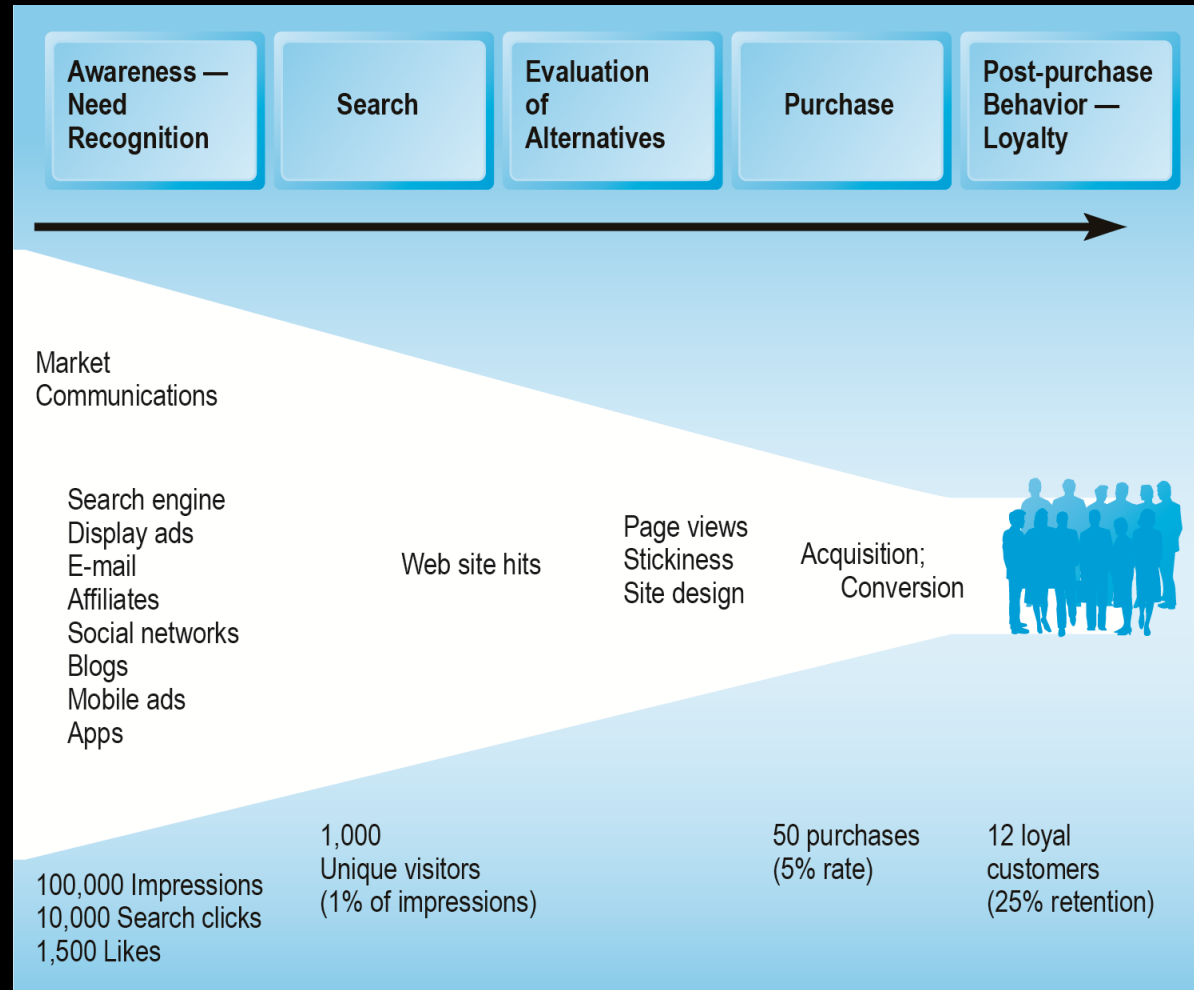 Awareness —
Need
Recognition
Search
Evaluation
of
Alternatives
Purchase
Post-purchase
Behavior —
Loyalty
Market
Communications
Search engine
Display ads
E-mail
Affiliates
Social networks
Blogs
Mobile ads
Apps
Web site hits
Page views
Stickiness
Site design
Acquisition;
Conversion
100,000 Impressions
10,000 Search clicks
1,500 Likes
1,000
Unique visitors
(1% of impressions)
50 purchases
(5% rate)
12 loyal
customers
(25% retention)